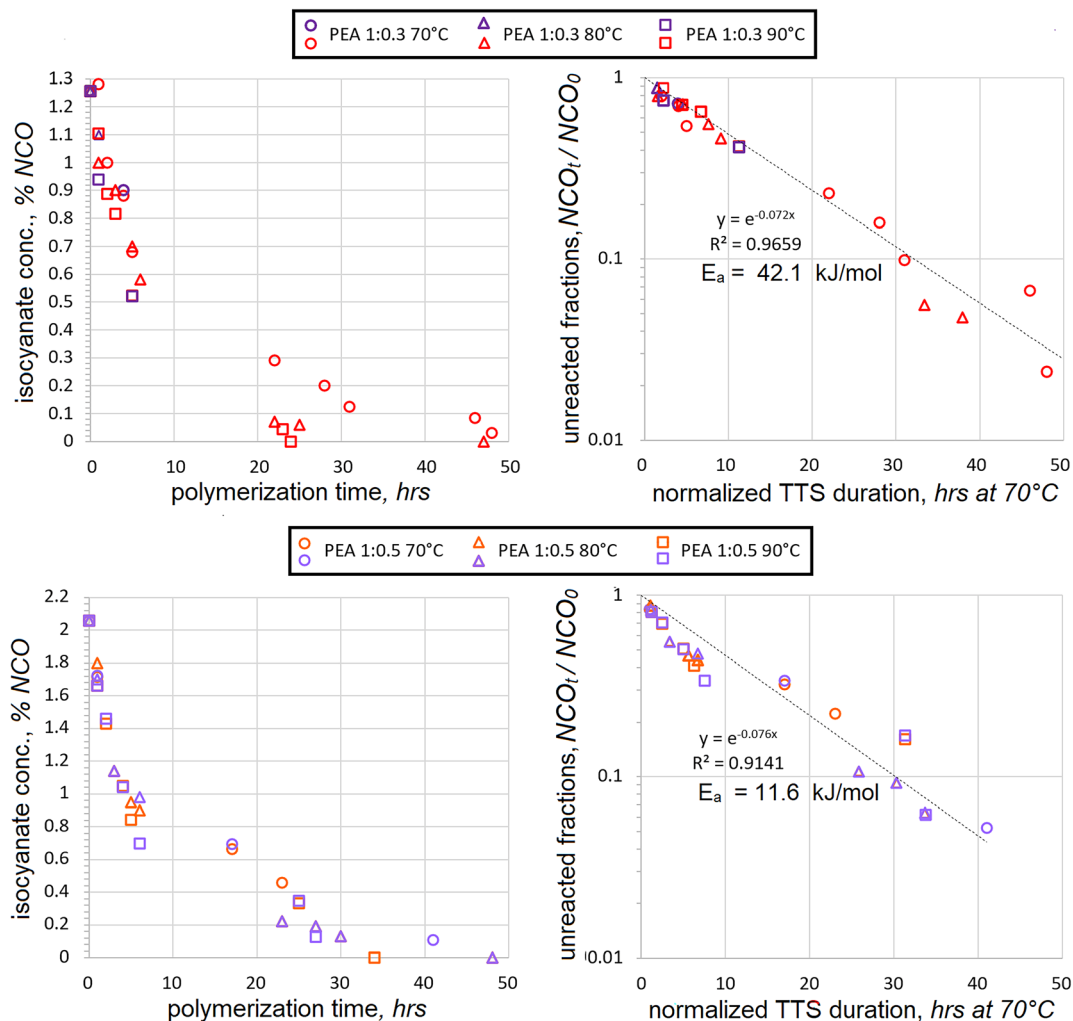 PEA 1:0.3 70°C PEA 1:0.3 80°C PEA 1:0.3 90°C
isocyanate conc., % NCO
1.3
1.2
1.1
1
0.9
0.8
0.7
0.6
0.5
0.4
0.3
0.2
0.1
0
0 10 20 30 40 50
polymerization time, hrs
unreacted fractions, NCOt / NCO0
1
0.1
0.01
y = e-0.072x
R² = 0.9659
Ea = 42.1 kJ/mol
0 10 20 30 40 50
normalized TTS duration, hrs at 70°C
PEA 1:0.5 70°C PEA 1:0.5 80°C PEA 1:0.5 90°C
isocyanate conc., % NCO
2.2
2
1.8
1.6
1.4
1.2
1
0.8
0.6
0.4
0.2
0
0 10 20 30 40 50
polymerization time, hrs
unreacted fractions, NCOt / NCO0
1
0.1
0.01
y = e-0.076x
R² = 0.9141
Ea = 11.6 kJ/mol
0 10 20 30 40 50
normalized TTS duration, hrs at 70°C